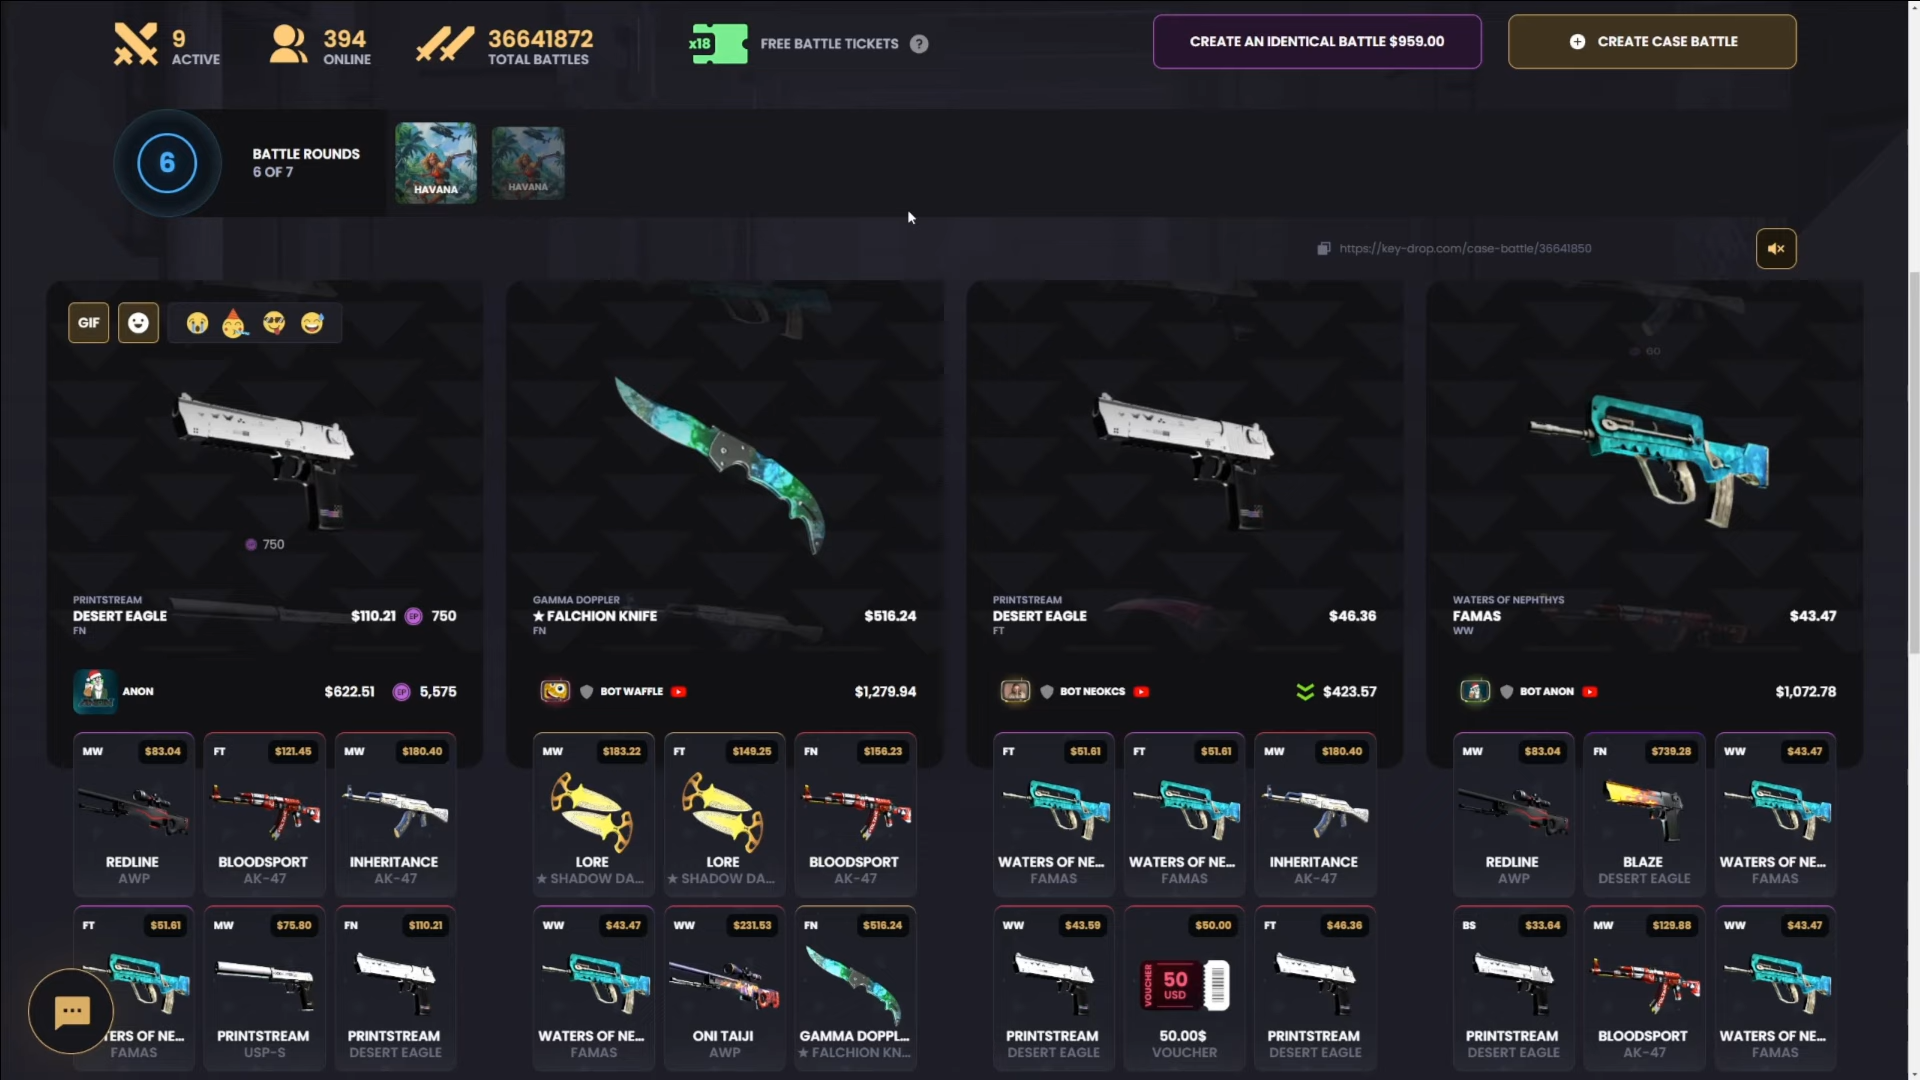 9
ACTIVE
394
ONLINE
36641872
TOTAL BATTLES
x18
FREE BATTLE TICKETS ?
CREATE AN IDENTICAL BATTLE $959.00
CREATE CASE BATTLE
6
BATTLE ROUNDS
6 OF 7
HAVANA
HAVANA
https://key-drop.com/case-battle/36641850
GIF
750
60
PRINTSTREAM
DESERT EAGLE
FN
$110.21 EP 750
GAMMA DOPPLER
★ FALCHION KNIFE
FN
$516.24
PRINTSTREAM
DESERT EAGLE
FT
$46.36
WATERS OF NEPHTHYS
FAMAS
WW
$43.47
ANON
$622.51 EP 5,575
BOT WAFFLE
$1,279.94
BOT NEOKCS
$423.57
BOT ANON
$1,072.78
MW $83.04
REDLINE
AWP
FT $121.45
BLOODSPORT
AK-47
MW $180.40
INHERITANCE
AK-47
MW $183.22
LORE
★ SHADOW DA...
FT $149.25
LORE
★ SHADOW DA...
FN $156.23
BLOODSPORT
AK-47
FT $51.61
WATERS OF NE...
FAMAS
FT $51.61
WATERS OF NE...
FAMAS
MW $180.40
INHERITANCE
AK-47
MW $83.04
REDLINE
AWP
FN $739.28
BLAZE
DESERT EAGLE
WW $43.47
WATERS OF NE...
FAMAS
FT $51.61
TERS OF NE...
FAMAS
MW $75.80
PRINTSTREAM
USP-S
FN $110.21
PRINTSTREAM
DESERT EAGLE
WW $43.47
WATERS OF NE...
FAMAS
WW $231.53
ONI TAIJI
AWP
FN $516.24
GAMMA DOPPL...
★ FALCHION KN...
WW $43.59
PRINTSTREAM
DESERT EAGLE
$50.00
VOUCHER
50
USD
50.00$
VOUCHER
FT $46.36
PRINTSTREAM
DESERT EAGLE
BS $33.64
PRINTSTREAM
DESERT EAGLE
MW $129.88
BLOODSPORT
AK-47
WW $43.47
WATERS OF NE...
FAMAS